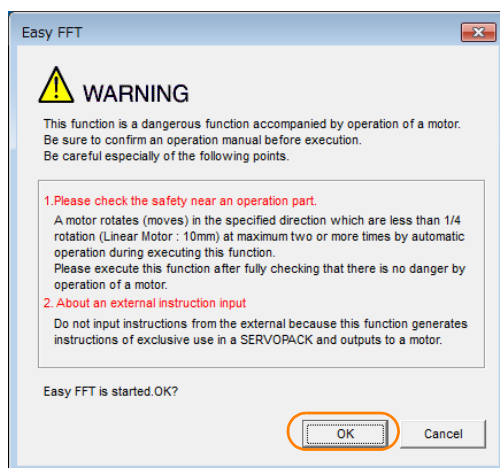 Easy FFT
WARNING
This function is a dangerous function accompanied by operation of a motor.
Be sure to confirm an operation manual before execution.
Be careful especially of the following points.
1.Please check the safety near an operation part.
A motor rotates (moves) in the specified direction which are less than 1/4
rotation (Linear Motor : 10mm) at maximum two or more times by automatic
operation during executing this function.
Please execute this function after fully checking that there is no danger by
operation of a motor.
2. About an external instruction input
Do not input instructions from the external because this function generates
instructions of exclusive use in a SERVOPACK and outputs to a motor.
Easy FFT is started.OK?
OK
Cancel